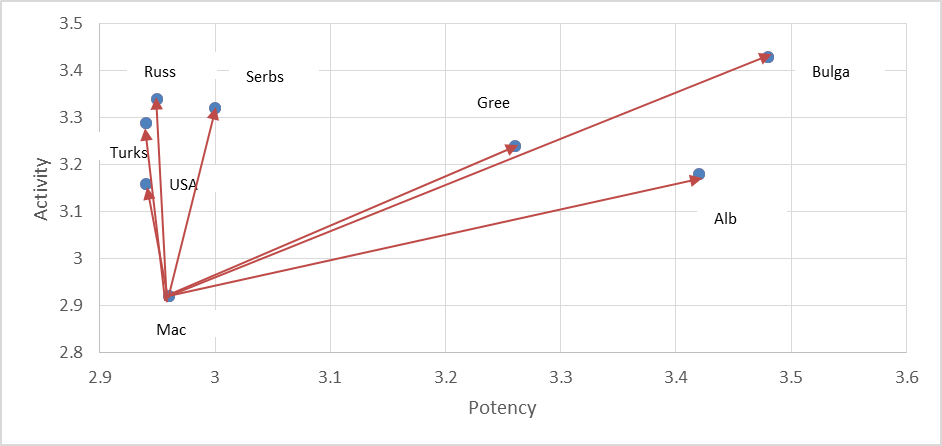 3.5
3.4
3.3
3.2
3.1
3
2.9
2.8
Activity
Russ
Serbs
Bulga
Gree
Turks
USA
Alb
Mac
2.9
3
3.1
3.2
3.3
3.4
3.5
3.6
Potency